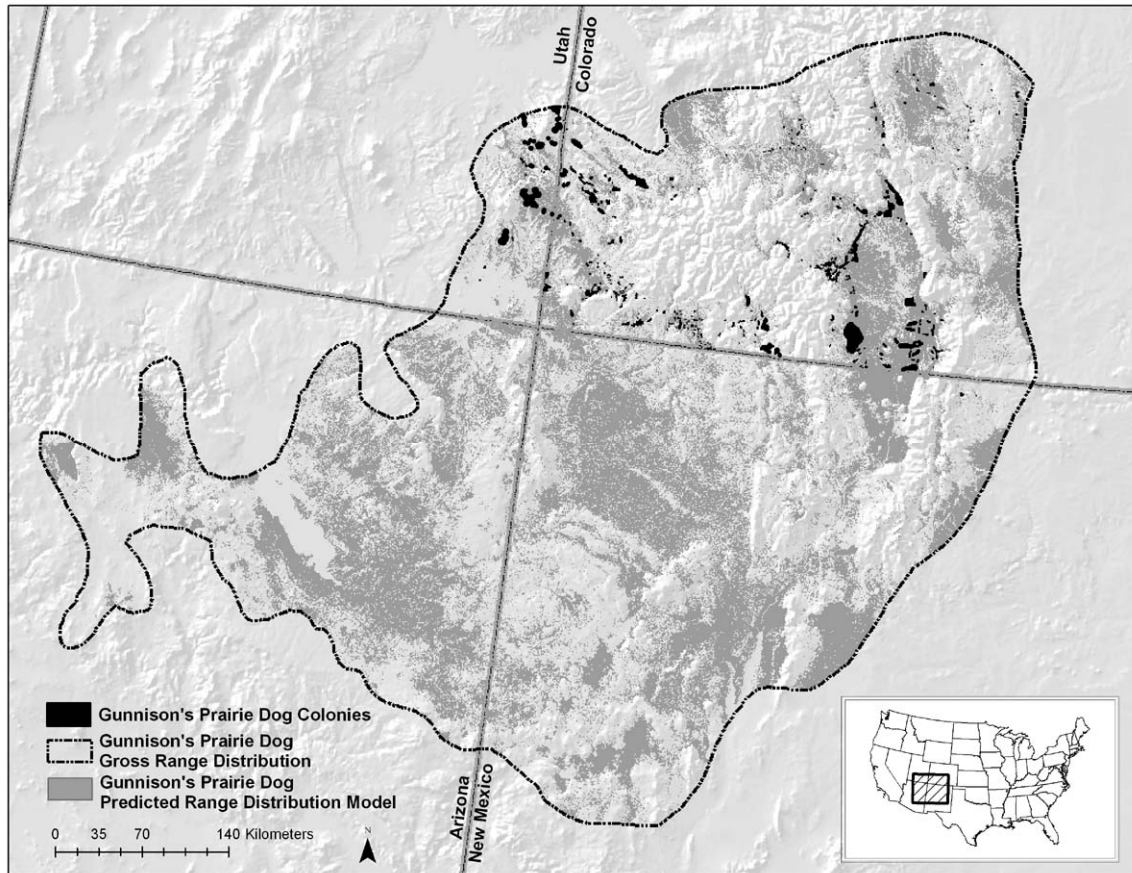 Utah
Colorado
Gunnison's Prairie Dog Colonies
Gunnison's Prairie Dog
Gross Range Distribution
Gunnison's Prairie Dog
Predicted Range Distribution Model
0 35 70 140 Kilometers
N
Arizona
New Mexico